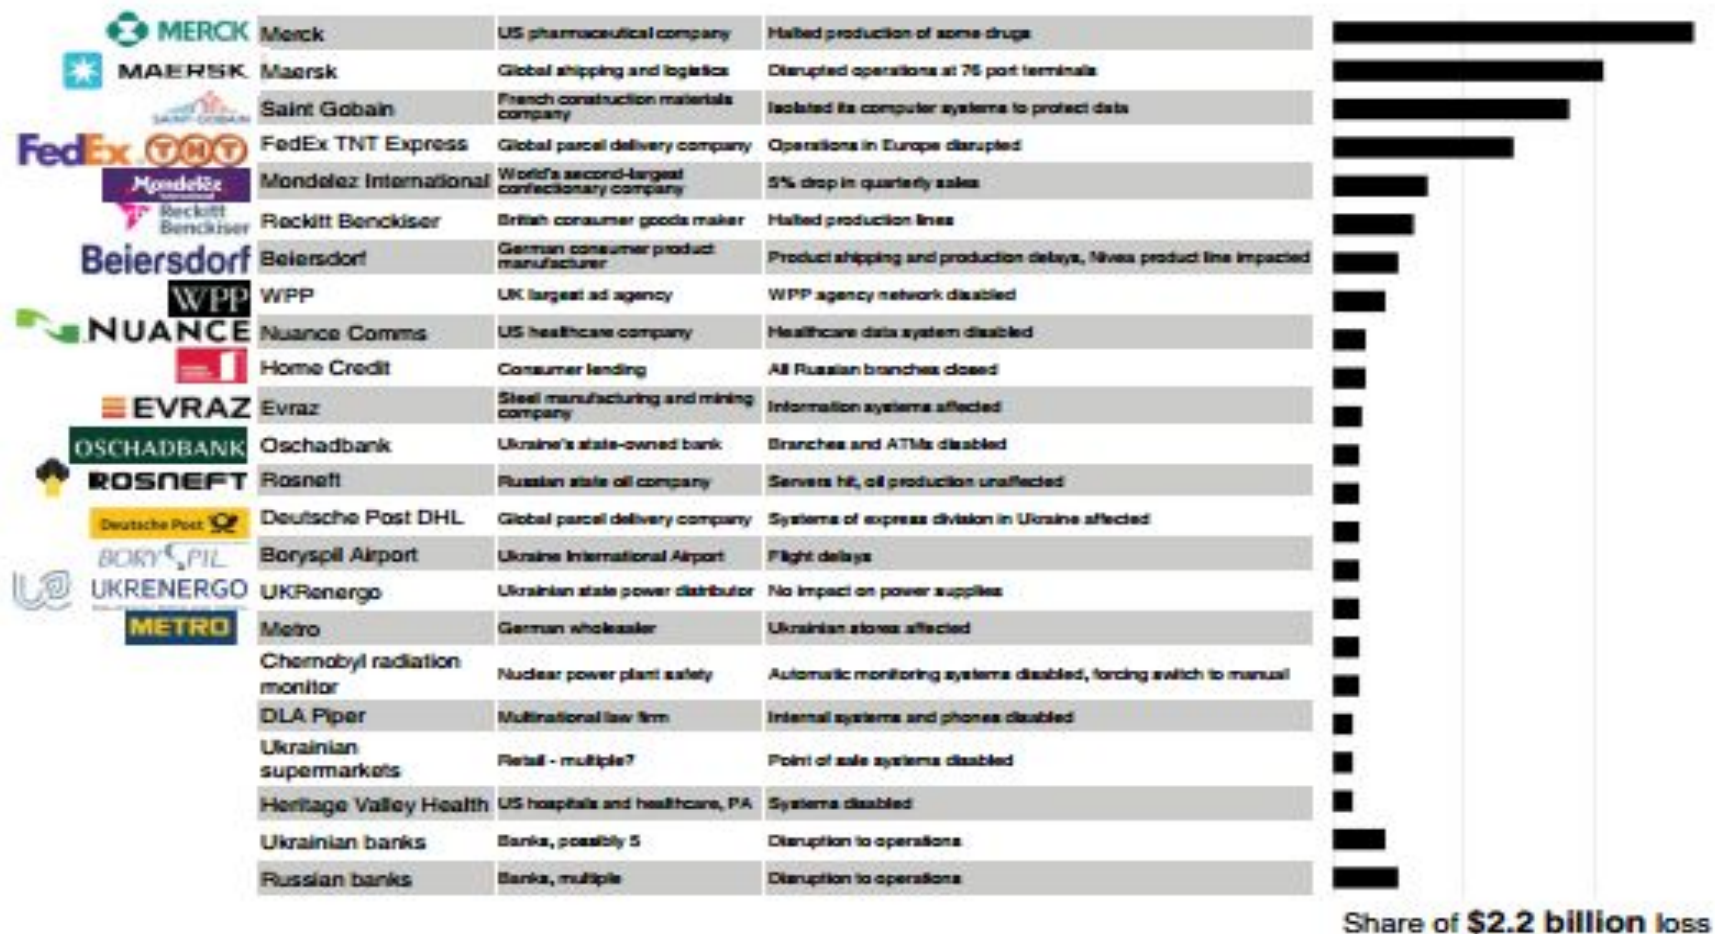 MERCK Merck US pharmaceutical company Halted production of some drugs
MAERSK Maersk Global shipping and logistics Disrupted operations at 76 port terminals
SAINT-GOBAIN Saint Gobain French construction materials company Isolated its computer systems to protect data
FedEx TNT FedEx TNT Express Global parcel delivery company Operations in Europe disrupted
Mondelēz International Mondelez International World's second-largest confectionary company 5% drop in quarterly sales
Reckitt Benckiser Reckitt Benckiser British consumer goods maker Halted production lines
Beiersdorf Beiersdorf German consumer product manufacturer Product shipping and production delays, Nivea product line impacted
WPP WPP UK largest ad agency WPP agency network disabled
NUANCE Nuance Comms US healthcare company Healthcare data system disabled
Home Credit Consumer lending All Russian branches closed
EVRAZ Evraz Steel manufacturing and mining company Information systems affected
OSCHADBANK Oschadbank Ukraine's state-owned bank Branches and ATMs disabled
ROSNEFT Rosneft Russian state oil company Servers hit, oil production unaffected
Deutsche Post Deutsche Post DHL Global parcel delivery company Systems of express division in Ukraine affected
BORYSPIL Boryspil Airport Ukraine International Airport Flight delays
UKRENERGO UKRenergo Ukrainian state power distributor No impact on power supplies
METRO Metro German wholesaler Ukrainian stores affected
Chernobyl radiation monitor Nuclear power plant safety Automatic monitoring systems disabled, forcing switch to manual
DLA Piper Multinational law firm Internal systems and phones disabled
Ukrainian supermarkets Retail - multiple? Point of sale systems disabled
Heritage Valley Health US hospitals and healthcare, PA Systems disabled
Ukrainian banks Banks, possibly 5 Disruption to operations
Russian banks Banks, multiple Disruption to operations
Share of $2.2 billion loss